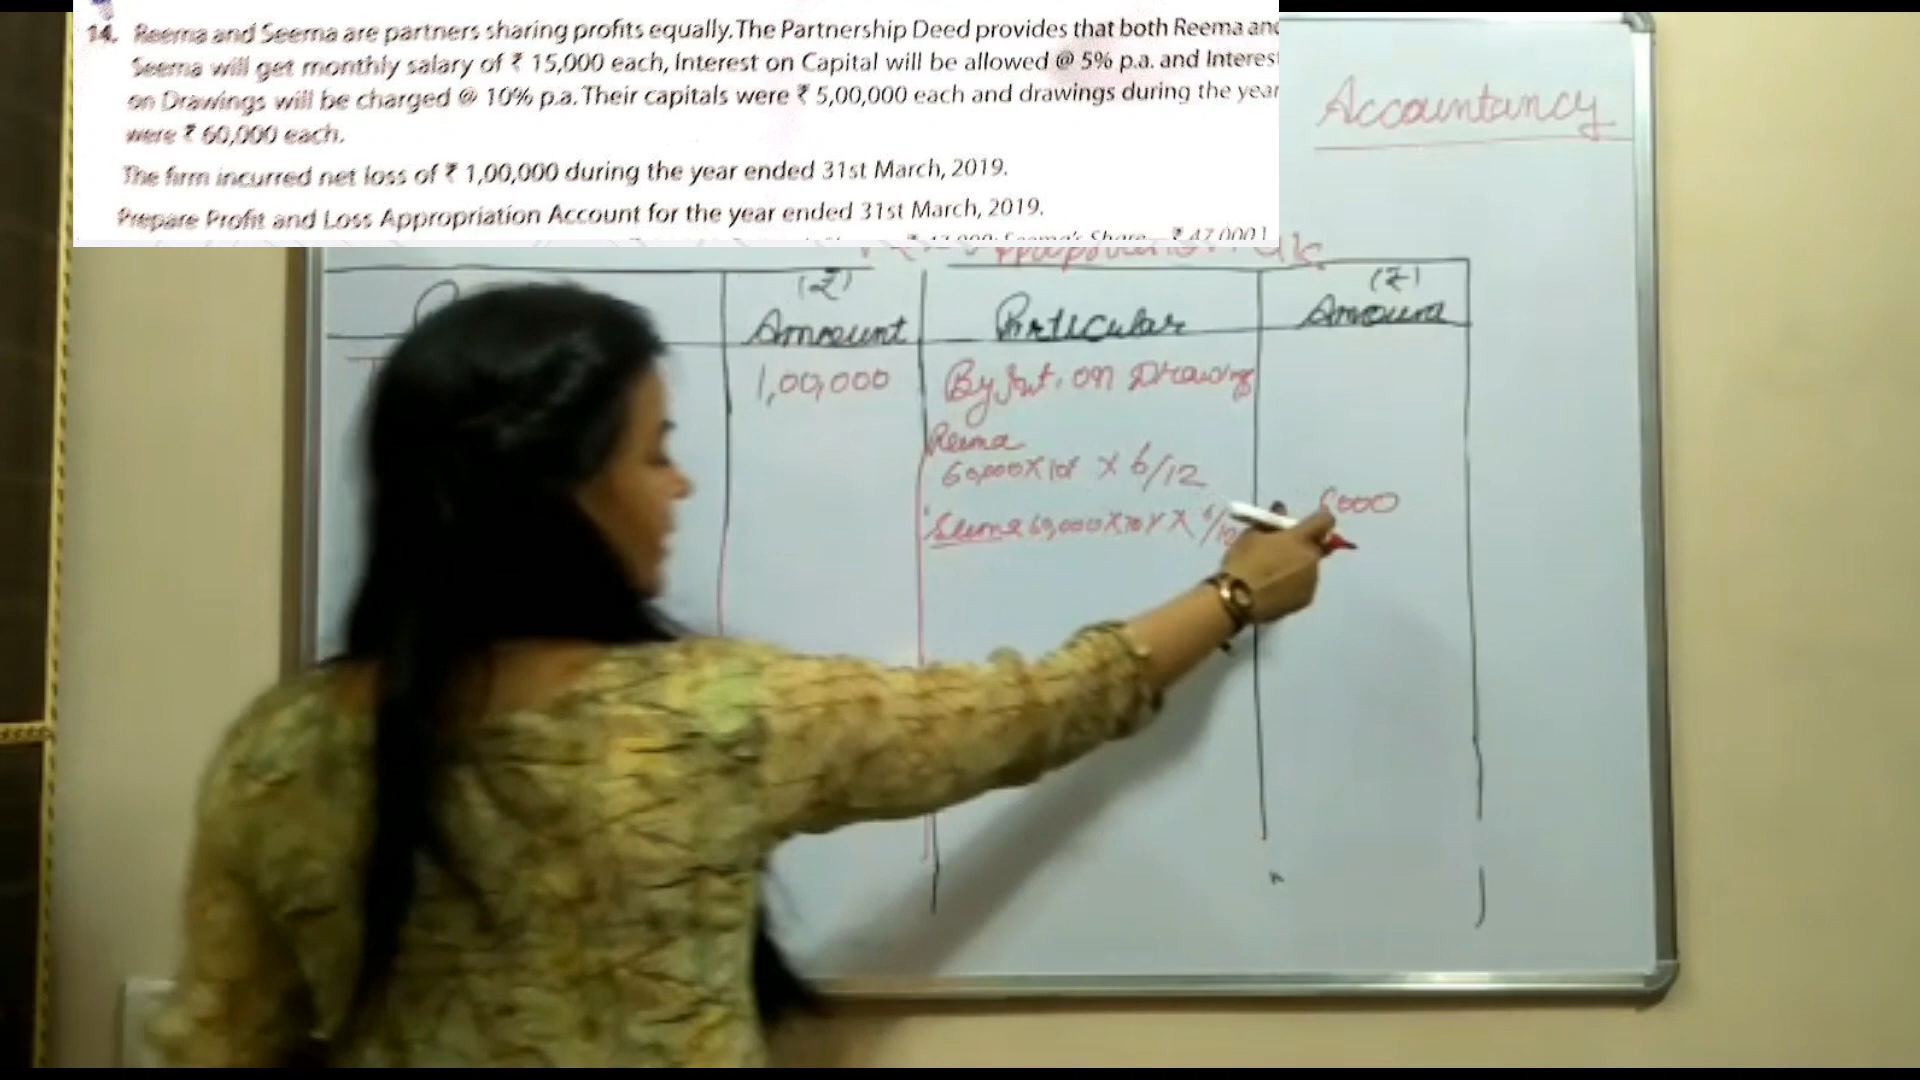 14. Reema and Seema are partners sharing profits equally. The Partnership Deed provides that both Reema and
Seema will get monthly salary of ₹ 15,000 each, Interest on Capital will be allowed @ 5% p.a. and Interest
on Drawings will be charged @ 10% p.a. Their capitals were ₹ 5,00,000 each and drawings during the year
were ₹ 60,000 each.
The firm incurred net loss of ₹ 1,00,000 during the year ended 31st March, 2019.
Prepare Profit and Loss Appropriation Account for the year ended 31st March, 2019.
Seema's Share ₹ 47,000]
Accountancy
(₹) (₹)
Amount Particular Amount
1,00,000 By Int. on Drawing
Reema
60,000 X 10% X 6/12
Seema 60,000 X 10% X
000